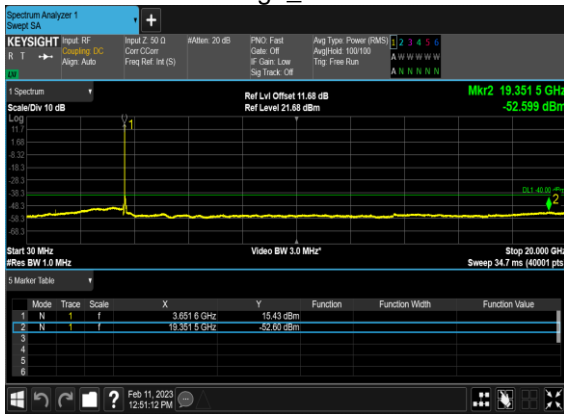 Spectrum Analyzer 1
Swept SA
+
KEYSIGHT Input: RF Input Z: 50 Ω #Atten: 20 dB PNO: Fast Avg Type: Power (RMS) 1 2 3 4 5 6
R T Coupling: DC Corr CCorr Gate: Off Avg|Hold: 100/100 A W W W W W
Align: Auto Freq Ref: Int (S) IF Gain: Low Trig: Free Run
Sig Track: Off A N N N N N
1 Spectrum Ref Lvl Offset 11.68 dB Mkr2 19.351 5 GHz
Scale/Div 10 dB Ref Level 21.68 dBm -52.599 dBm
Log
1
11.7
1.68
-8.32
-18.3
-28.3
-38.3 DL1 -40.00 dBm
2
-48.3
-58.3
-68.3
Start 30 MHz Video BW 3.0 MHz* Stop 20.000 GHz
#Res BW 1.0 MHz Sweep 34.7 ms (40001 pts
5 Marker Table
Mode Trace Scale X Y Function Function Width Function Value
1 N 1 f 3.651 6 GHz 15.43 dBm
2 N 1 f 19.351 5 GHz -52.60 dBm
3
4
5
6
? Feb 11, 2023
12:51:12 PM